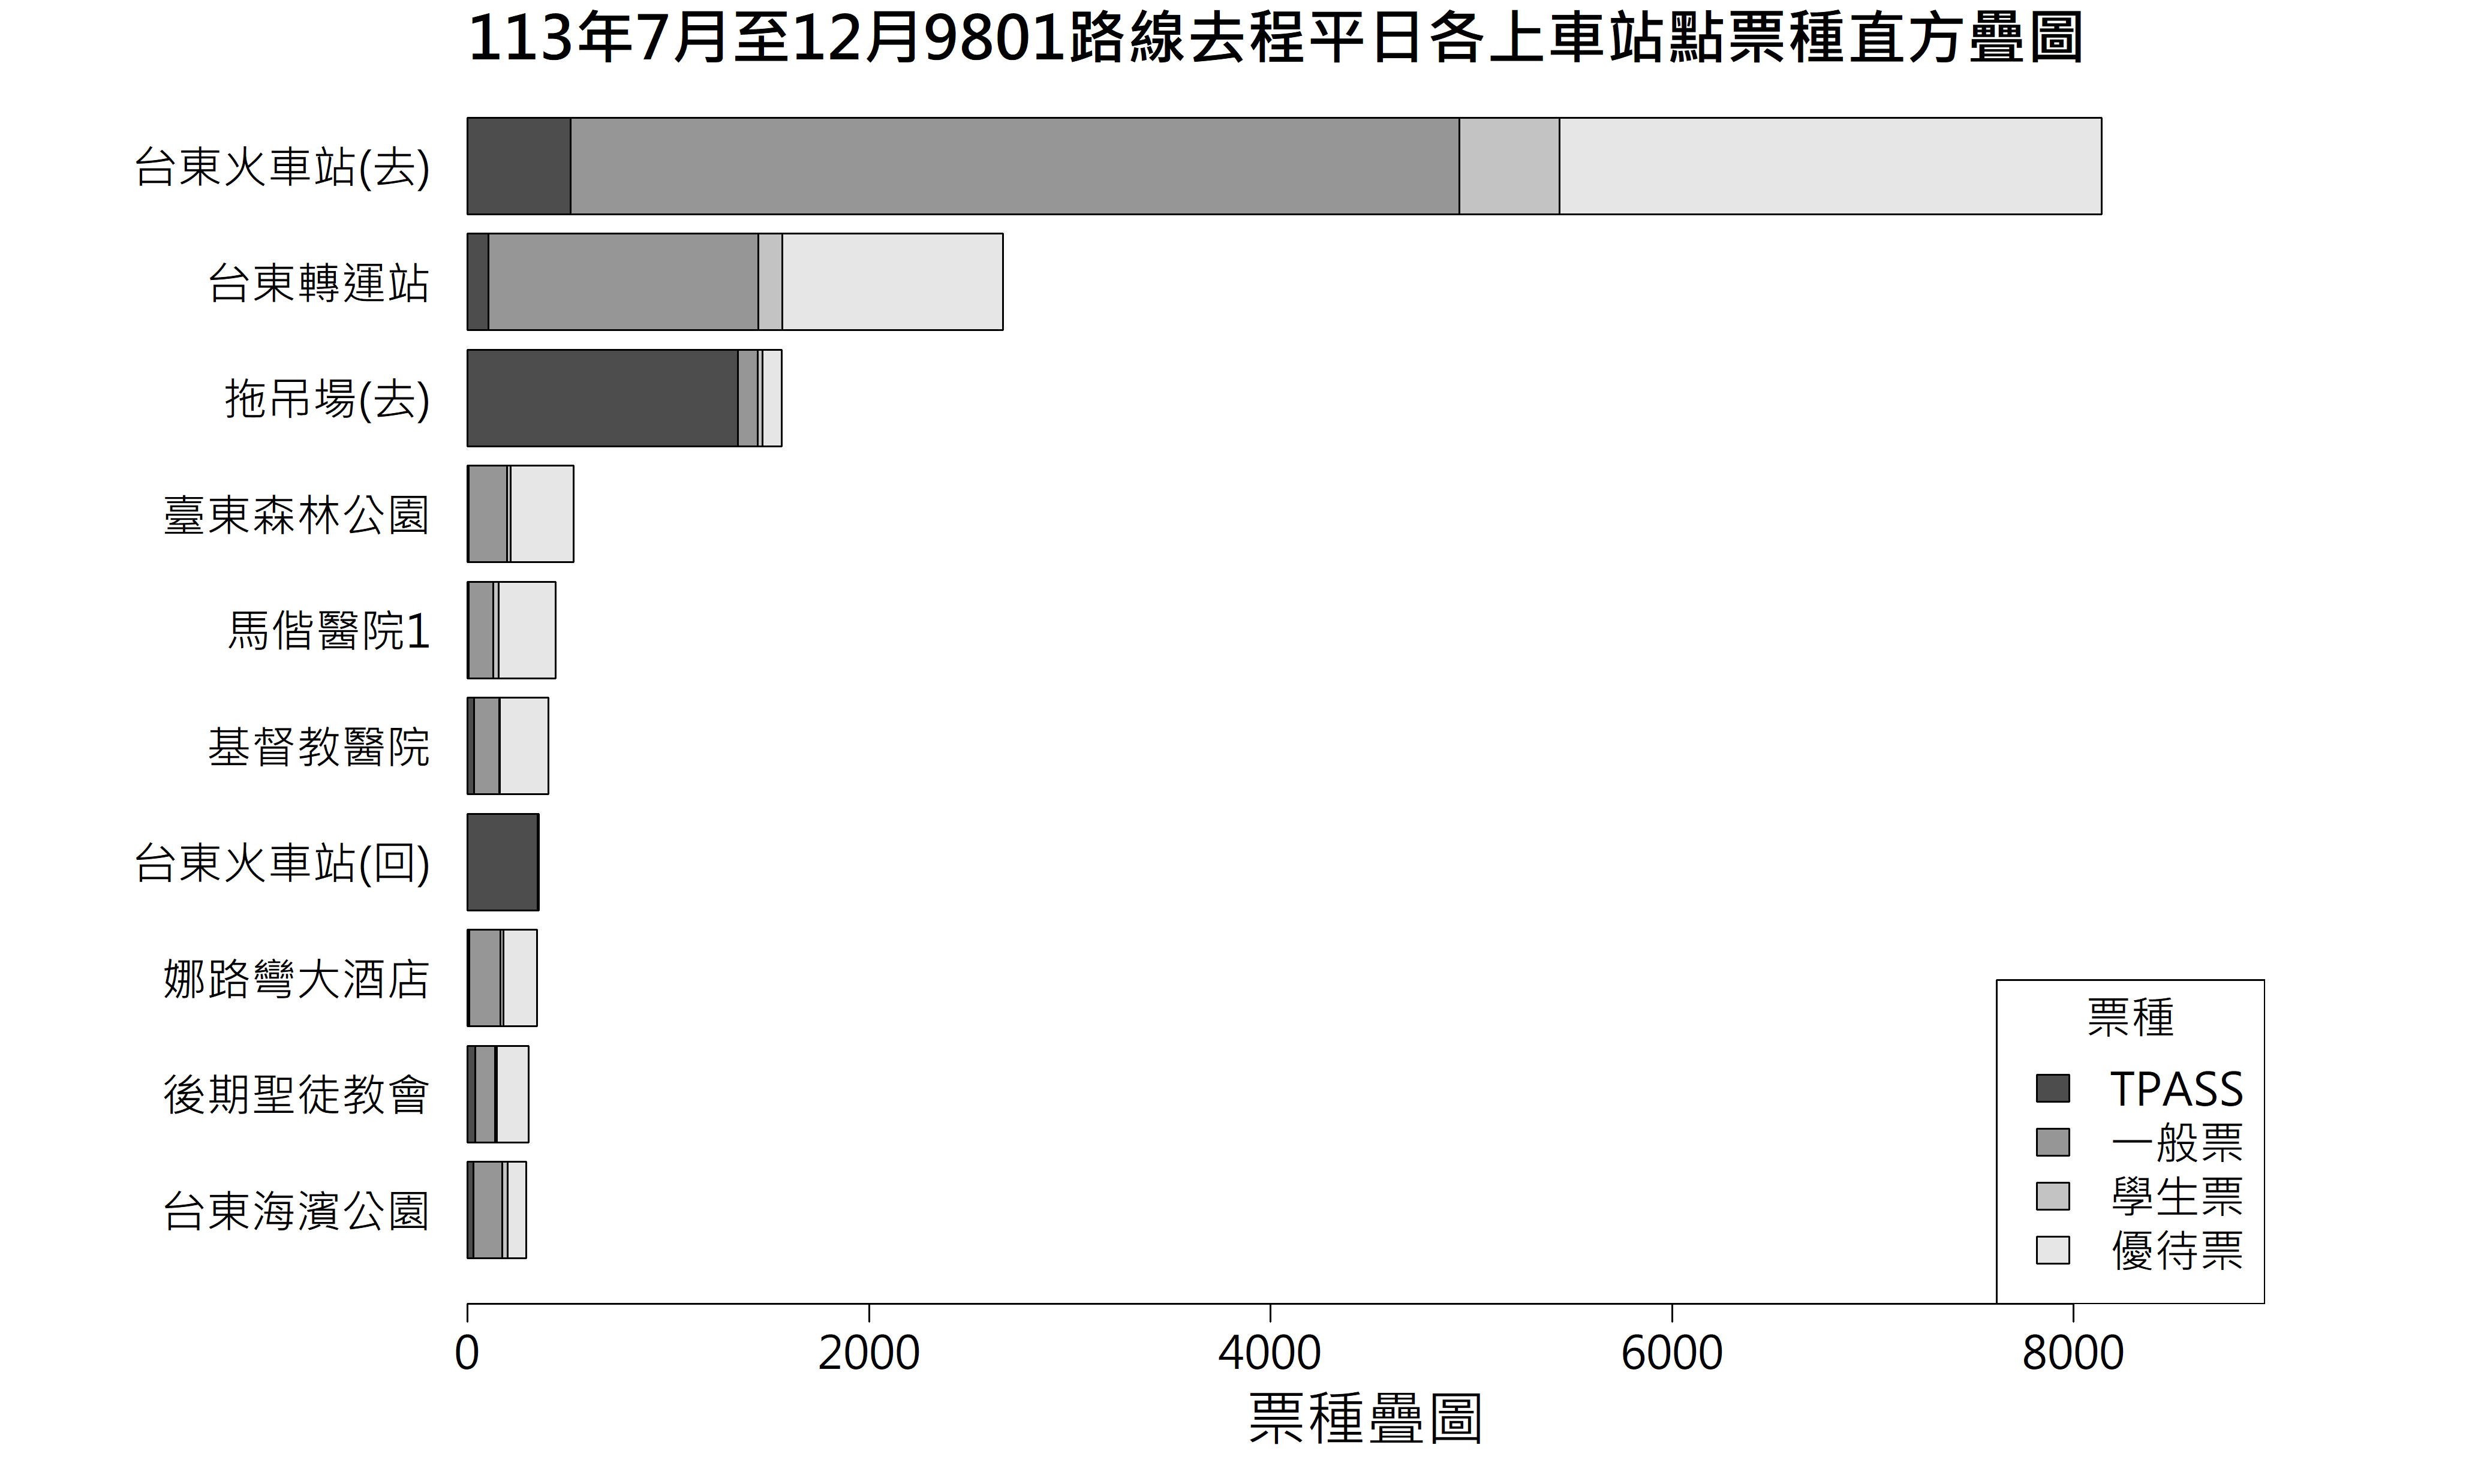 113年7月至12月9801路線去程平日各上車站點票種直方疊圖
台東火車站(去)
台東轉運站
拖吊場(去)
臺東森林公園
馬偕醫院1
基督教醫院
台東火車站(回)
娜路彎大酒店
後期聖徒教會
台東海濱公園
票種
TPASS
一般票
學生票
優待票
0 2000 4000 6000 8000
票種疊圖